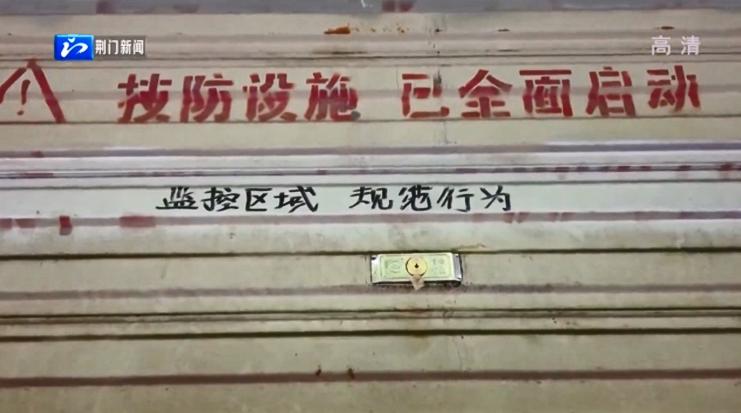 荆门新闻
高清
技防设施 已全面启动
监控区域 规范行为